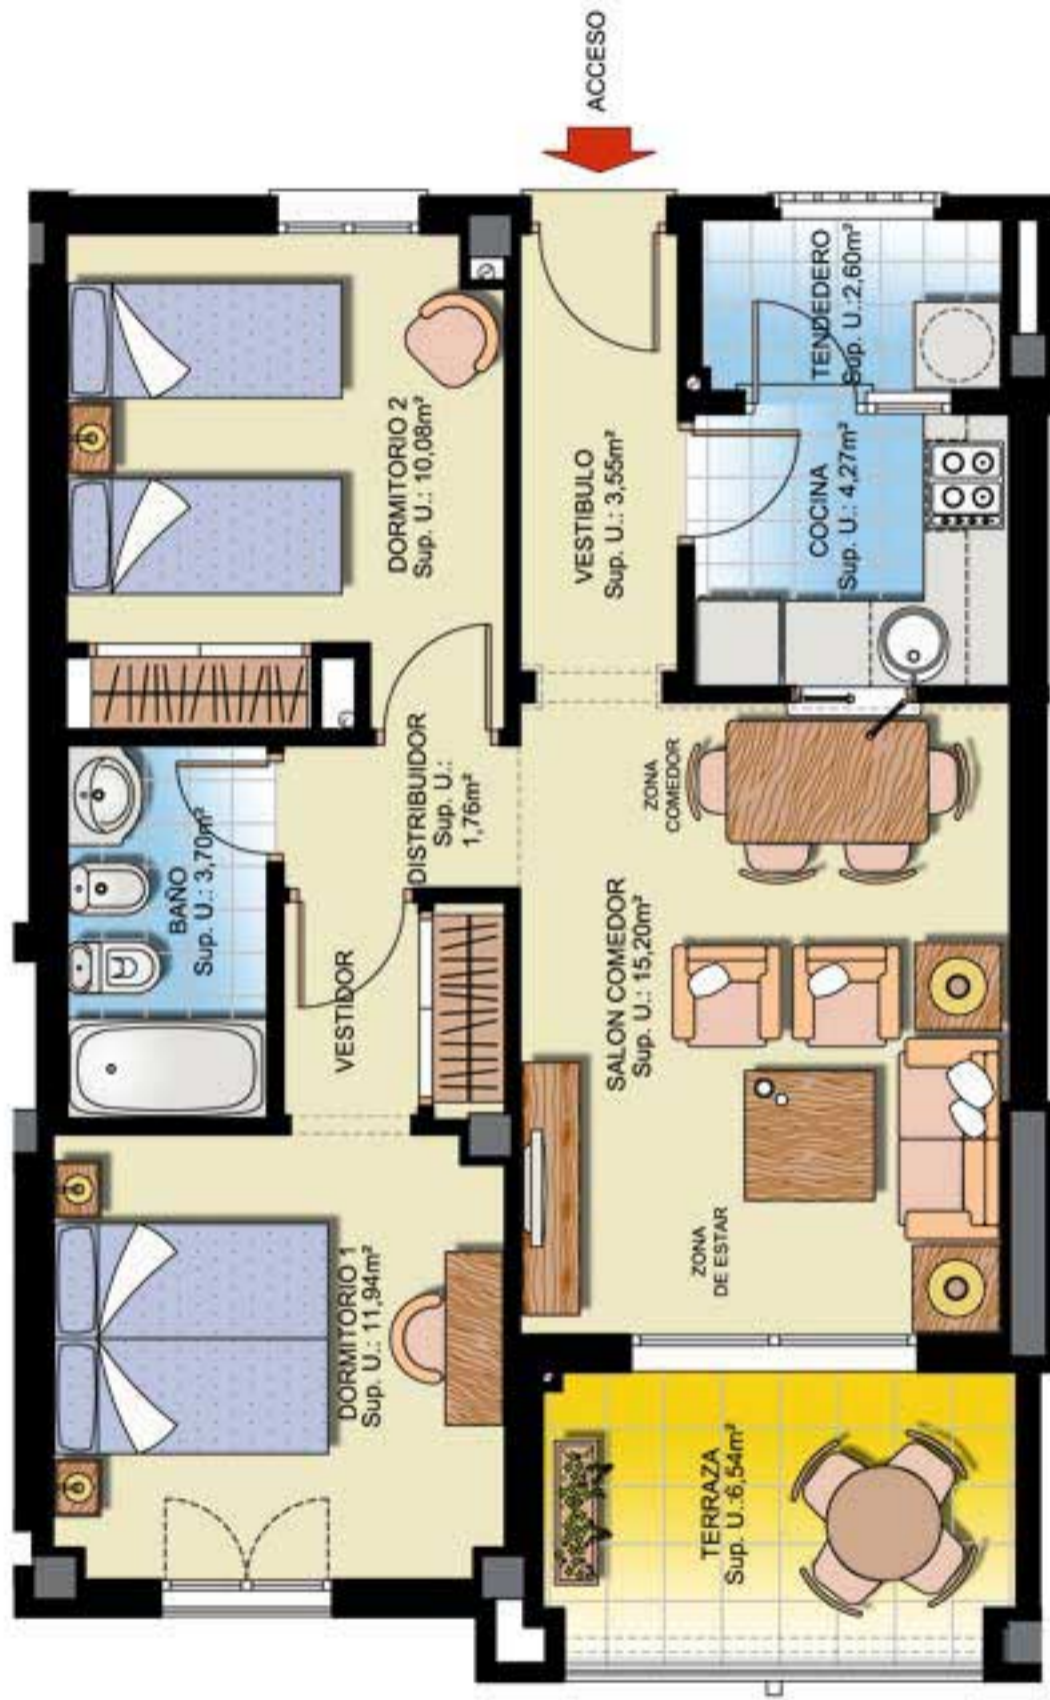 ACCESO
DORMITORIO 2
Sup. U.: 10,08m²
VESTIBULO
Sup. U.: 3,55m²
TENDEDERO
Sup. U.:2,60m²
COCINA
Sup. U.: 4,27m²
BAÑO
Sup. U.: 3,70m²
DISTRIBUIDOR
Sup. U.:
1,76m²
VESTIDOR
ZONA
COMEDOR
SALON COMEDOR
Sup. U.: 15,20m²
ZONA
DE ESTAR
DORMITORIO 1
Sup. U.: 11,94m²
TERRAZA
Sup. U.:6,54m²